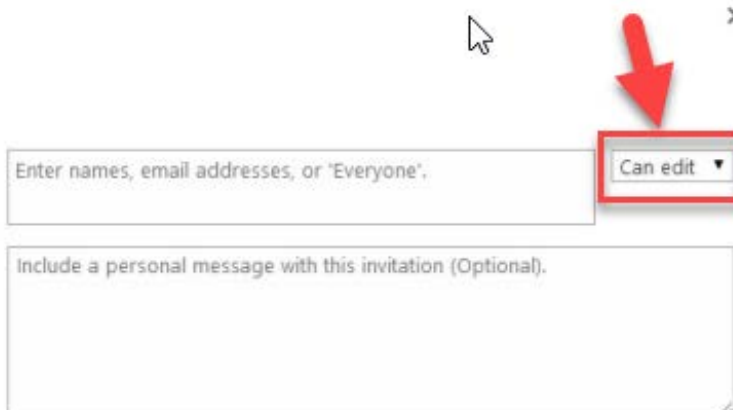 Enter names, email addresses, or 'Everyone'.
Can edit
Include a personal message with this invitation (Optional).